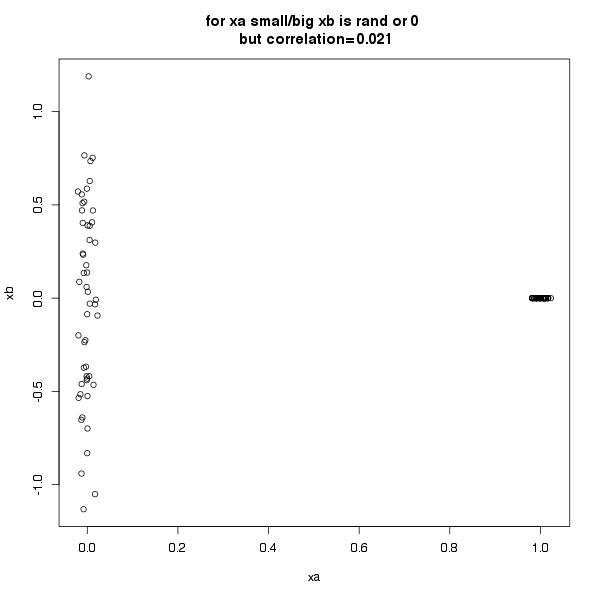 for xa small/big xb is rand or 0
but correlation=0.021
xb
1.0
0.5
0.0
-0.5
-1.0
0.0 0.2 0.4 0.6 0.8 1.0
xa